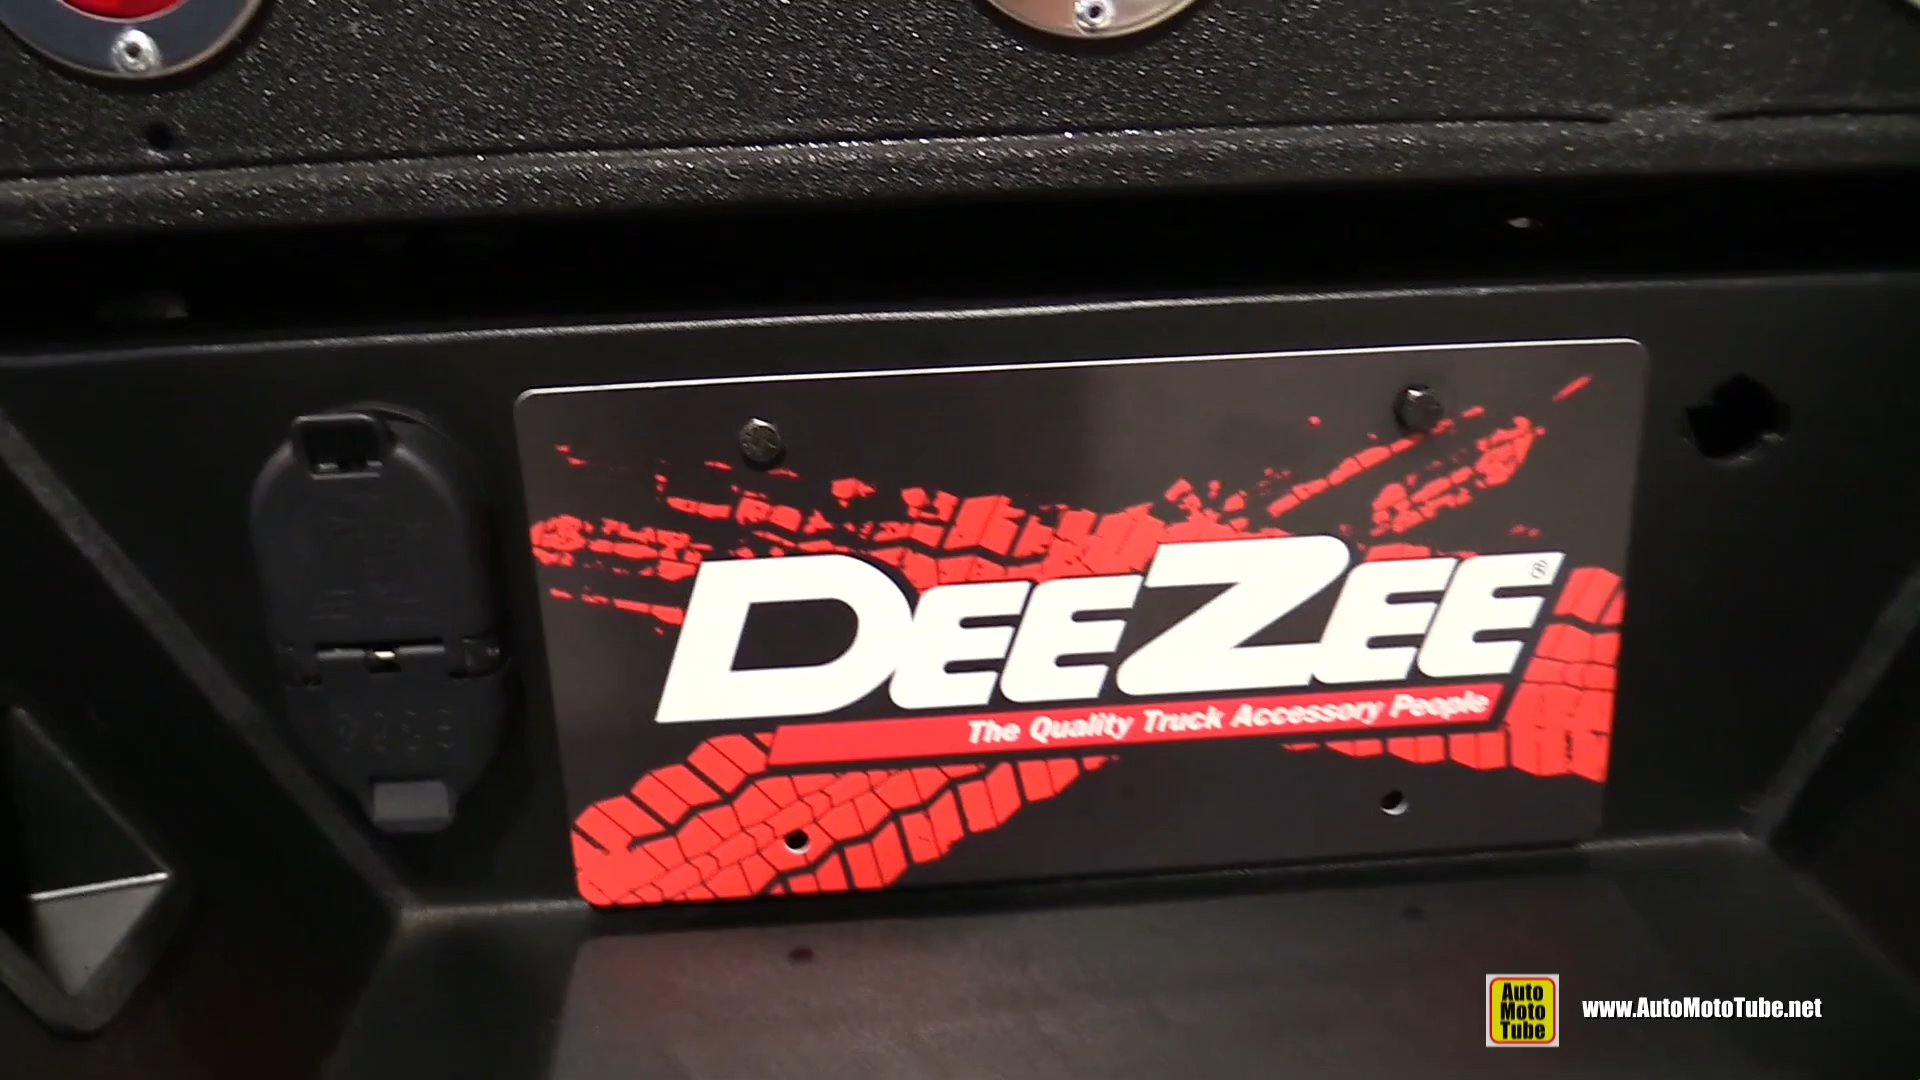 DEEZEE®
The Quality Truck Accessory People
Auto
Moto
Tube
www.AutoMotoTube.net